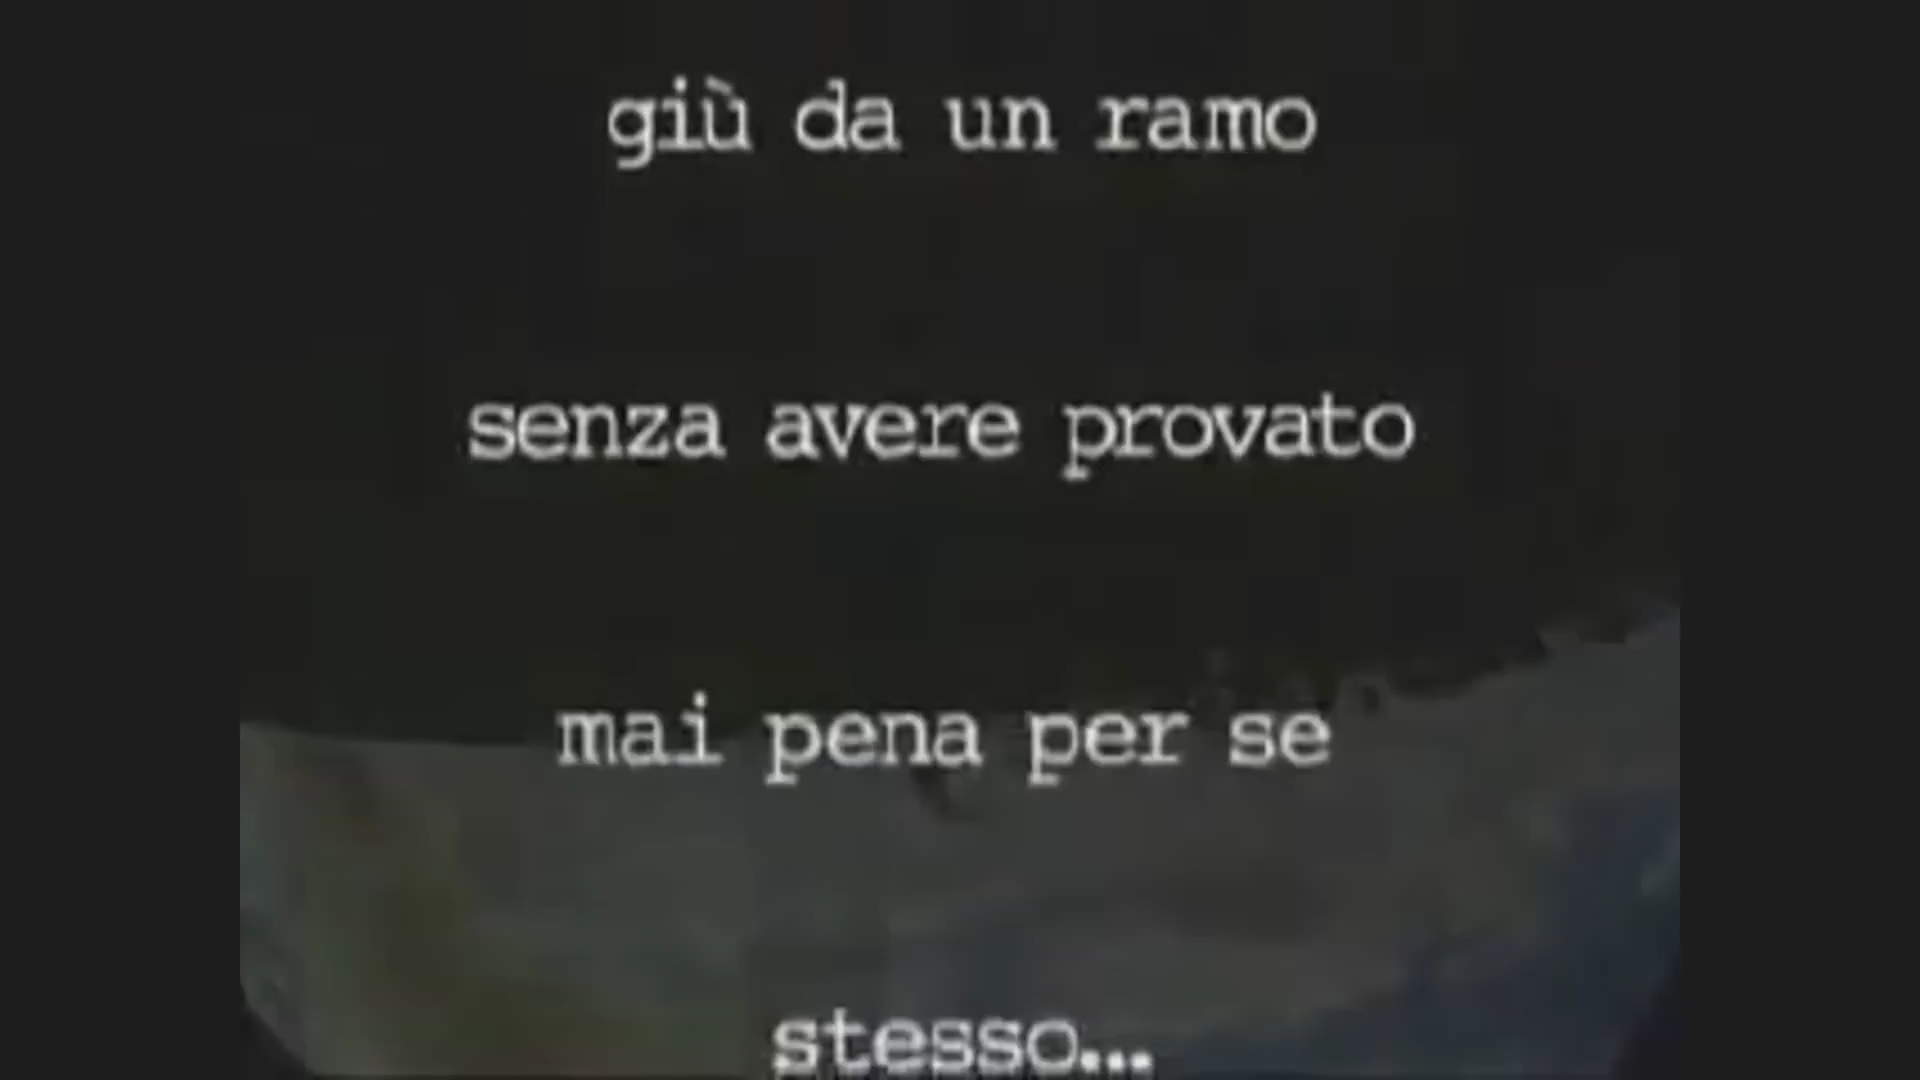 giù da un ramo
senza avere provato
mai pena per se
stesso...